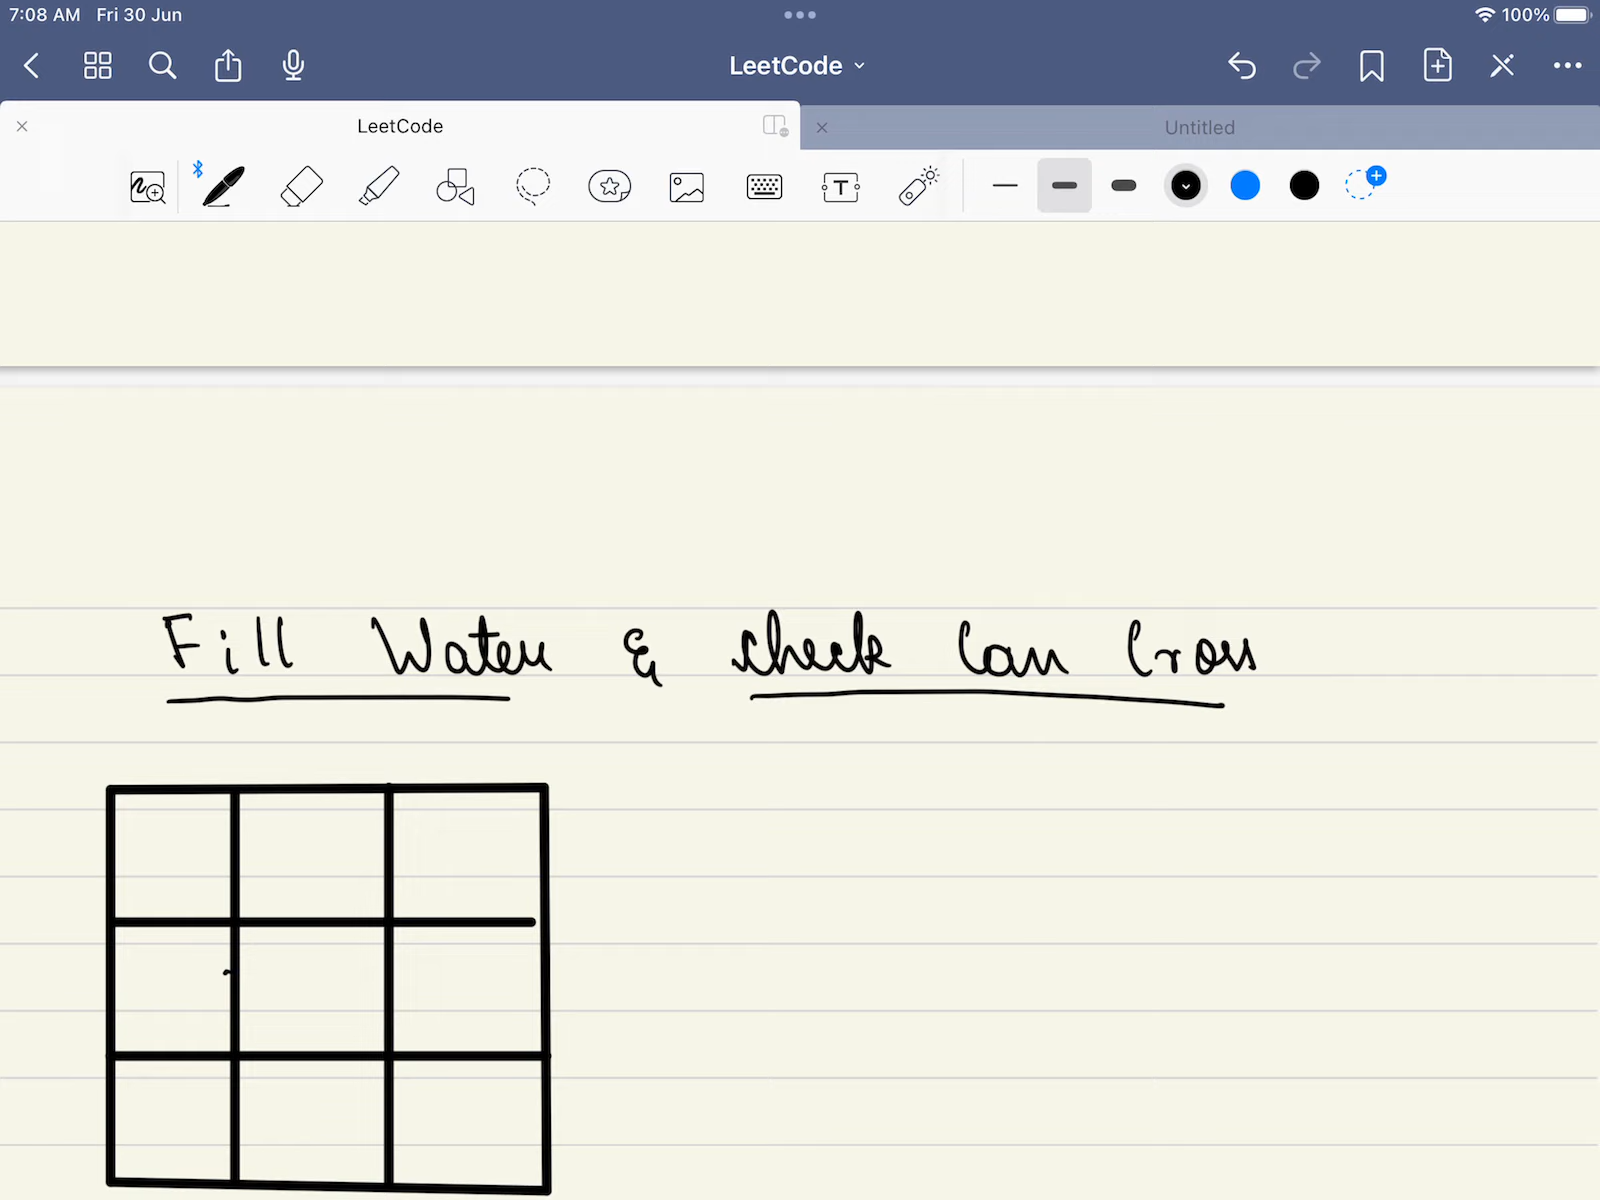 7:08 AM Fri 30 Jun 100%
LeetCode
LeetCode Untitled
T
Fill Water & check Can Cross